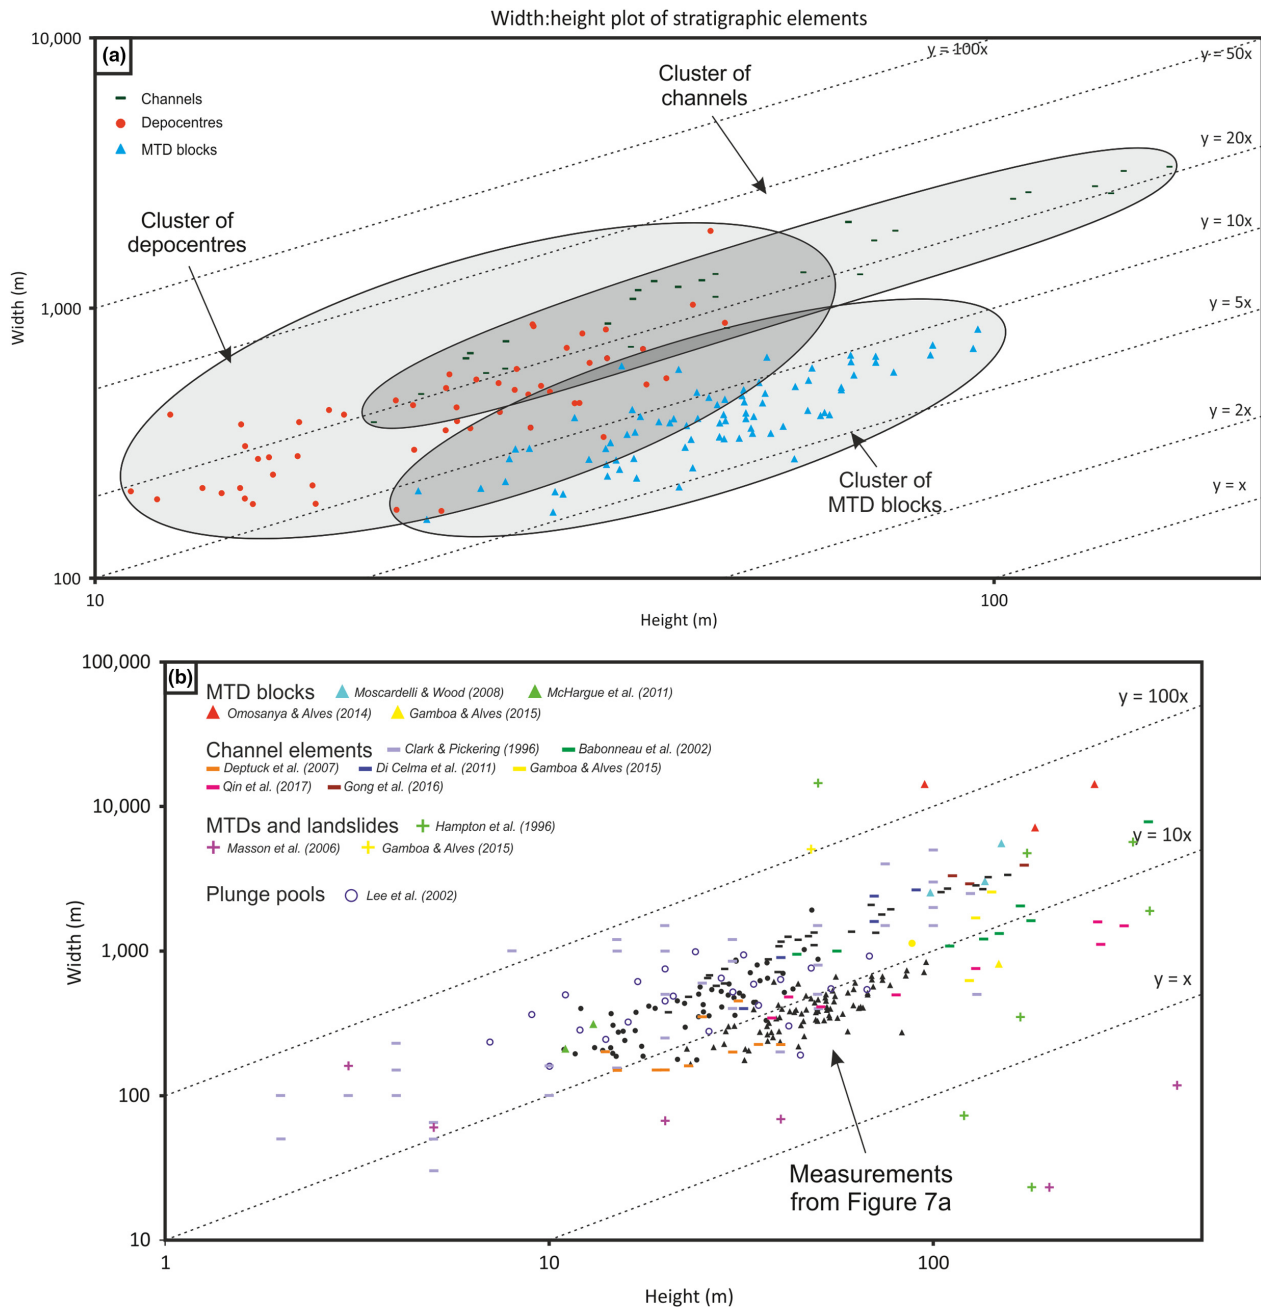 Width:height plot of stratigraphic elements
10,000
(a)
y = 100x
y = 50x
Cluster of
channels
Channels
Depocentres
MTD blocks
y = 20x
Cluster of
depocentres
y = 10x
Width (m)
1,000
y = 5x
y = 2x
Cluster of
MTD blocks
y = x
100
10
100
Height (m)
100,000
(b)
MTD blocks
Moscardelli & Wood (2008)
McHargue et al. (2011)
Omosanya & Alves (2014)
Gamboa & Alves (2015)
y = 100x
Channel elements
Clark & Pickering (1996)
Babonneau et al. (2002)
Deptuck et al. (2007)
Di Celma et al. (2011)
Gamboa & Alves (2015)
Qin et al. (2017)
Gong et al. (2016)
10,000
MTDs and landslides
Hampton et al. (1996)
Masson et al. (2006)
Gamboa & Alves (2015)
y = 10x
Plunge pools
Lee et al. (2002)
Width (m)
1,000
y = x
100
Measurements
from Figure 7a
10
1
10
100
Height (m)